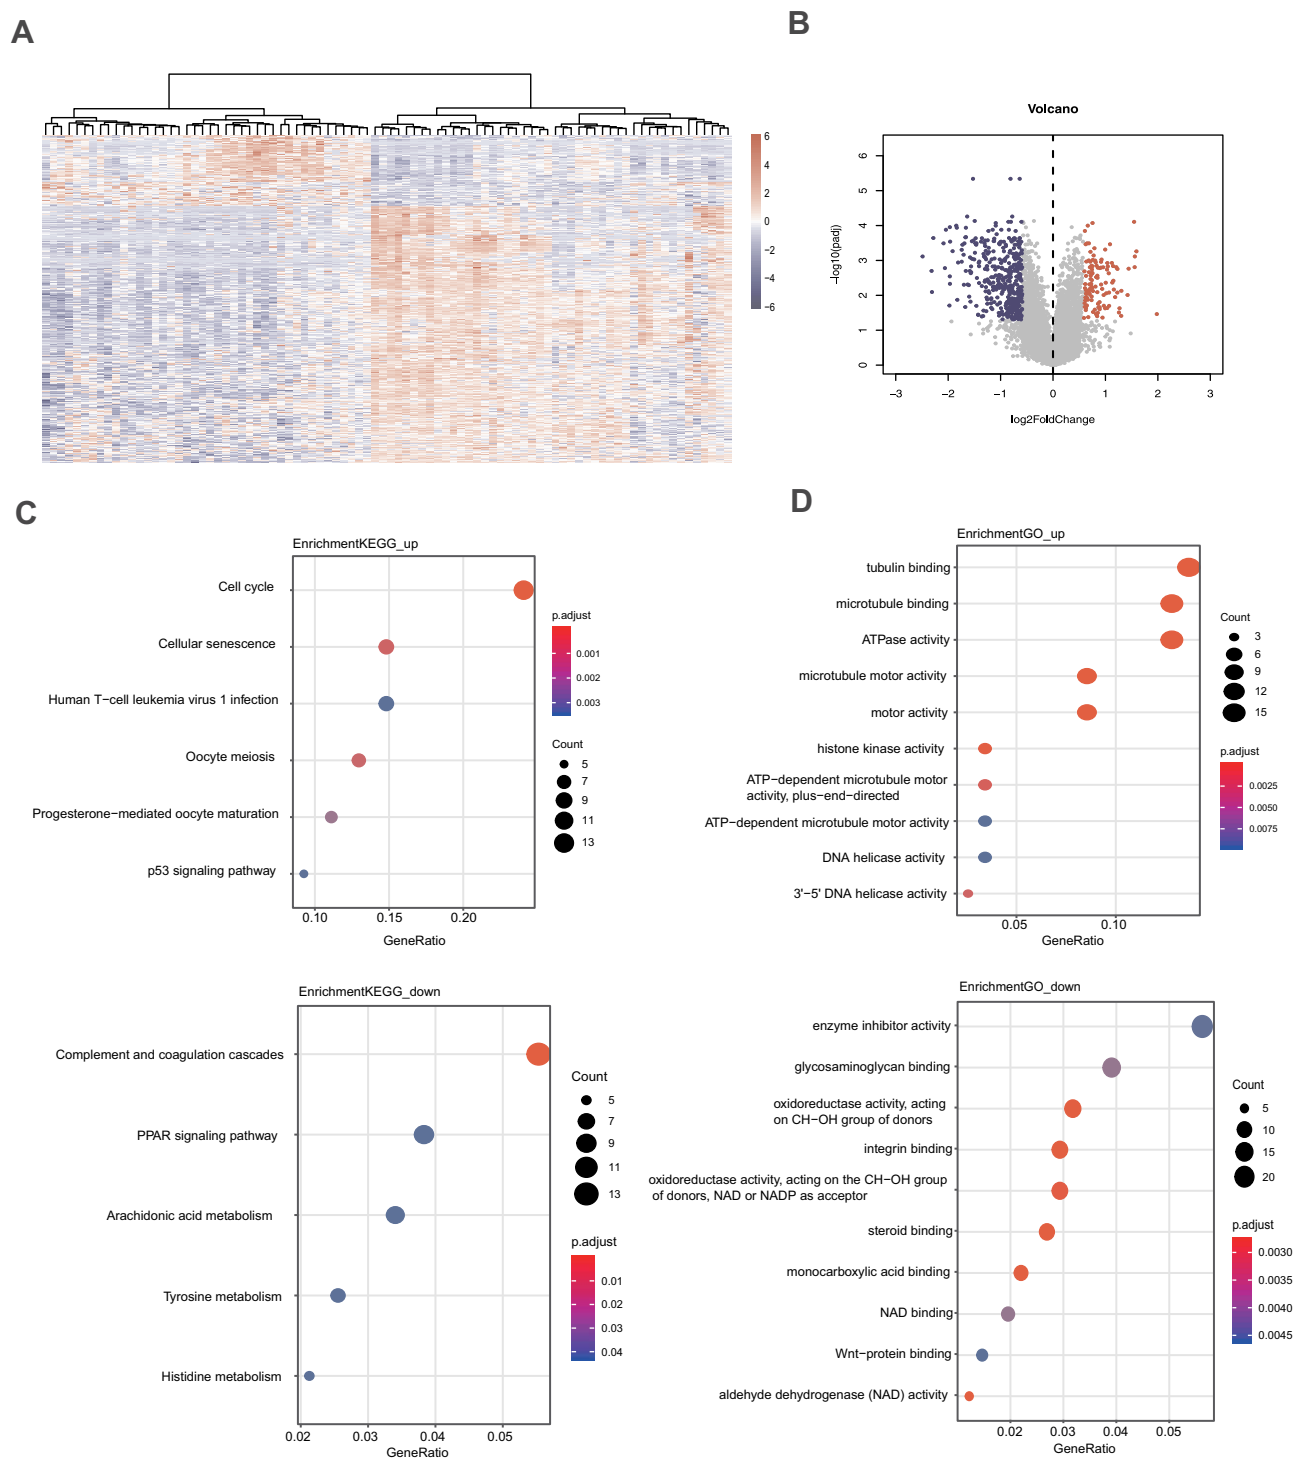 A
B
6
4
2
0
−2
−4
−6
Volcano
6
5
4
3
2
1
0
−log10(padj)
−3
−2
−1
0
1
2
3
log2FoldChange
C
EnrichmentKEGG_up
Cell cycle
Cellular senescence
Human T−cell leukemia virus 1 infection
Oocyte meiosis
Progesterone−mediated oocyte maturation
p53 signaling pathway
0.10
0.15
0.20
GeneRatio
p.adjust
0.001
0.002
0.003
Count
5
7
9
11
13
D
EnrichmentGO_up
tubulin binding
microtubule binding
ATPase activity
microtubule motor activity
motor activity
histone kinase activity
ATP−dependent microtubule motor
activity, plus−end−directed
ATP−dependent microtubule motor activity
DNA helicase activity
3'−5' DNA helicase activity
0.05
0.10
GeneRatio
Count
3
6
9
12
15
p.adjust
0.0025
0.0050
0.0075
EnrichmentKEGG_down
Complement and coagulation cascades
PPAR signaling pathway
Arachidonic acid metabolism
Tyrosine metabolism
Histidine metabolism
0.02
0.03
0.04
0.05
GeneRatio
Count
5
7
9
11
13
p.adjust
0.01
0.02
0.03
0.04
EnrichmentGO_down
enzyme inhibitor activity
glycosaminoglycan binding
oxidoreductase activity, acting
on CH−OH group of donors
integrin binding
oxidoreductase activity, acting on the CH−OH group
of donors, NAD or NADP as acceptor
steroid binding
monocarboxylic acid binding
NAD binding
Wnt−protein binding
aldehyde dehydrogenase (NAD) activity
0.02
0.03
0.04
0.05
GeneRatio
Count
5
10
15
20
p.adjust
0.0030
0.0035
0.0040
0.0045